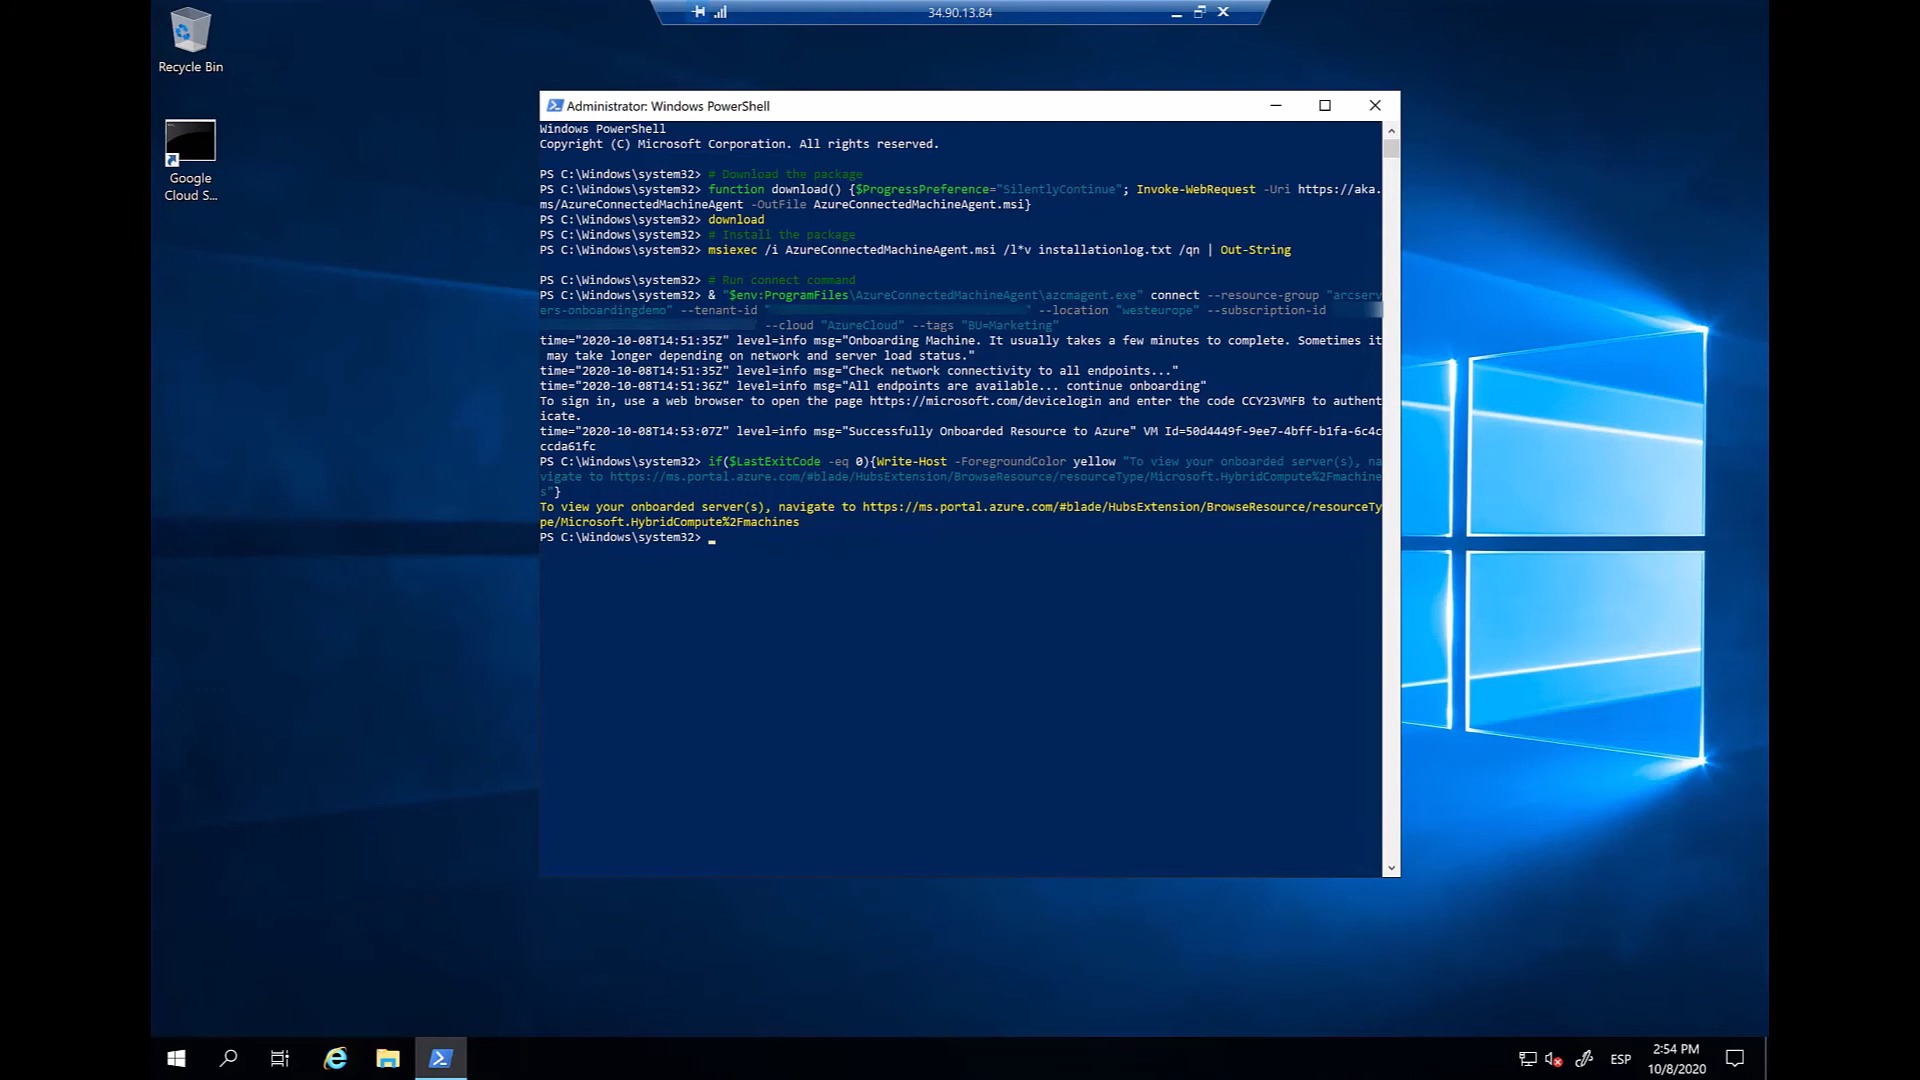 34.90.13.84
Recycle Bin
Google
Cloud S...
Administrator: Windows PowerShell
Windows PowerShell
Copyright (C) Microsoft Corporation. All rights reserved.
PS C:\Windows\system32> # Download the package
PS C:\Windows\system32> function download() {$ProgressPreference="SilentlyContinue"; Invoke-WebRequest -Uri https://aka.
ms/AzureConnectedMachineAgent -OutFile AzureConnectedMachineAgent.msi}
PS C:\Windows\system32> download
PS C:\Windows\system32> # Install the package
PS C:\Windows\system32> msiexec /i AzureConnectedMachineAgent.msi /l*v installationlog.txt /qn | Out-String
PS C:\Windows\system32> # Run connect command
PS C:\Windows\system32> & "$env:ProgramFiles\AzureConnectedMachineAgent\azcmagent.exe" connect --resource-group "arcserv
ers-onboardingdemo" --tenant-id " " --location "westeurope" --subscription-id
--cloud "AzureCloud" --tags "BU=Marketing"
time="2020-10-08T14:51:35Z" level=info msg="Onboarding Machine. It usually takes a few minutes to complete. Sometimes it
may take longer depending on network and server load status."
time="2020-10-08T14:51:35Z" level=info msg="Check network connectivity to all endpoints..."
time="2020-10-08T14:51:36Z" level=info msg="All endpoints are available... continue onboarding"
To sign in, use a web browser to open the page https://microsoft.com/devicelogin and enter the code CCY23VMFB to authent
icate.
time="2020-10-08T14:53:07Z" level=info msg="Successfully Onboarded Resource to Azure" VM Id=50d4449f-9ee7-4bff-b1fa-6c4c
ccda61fc
PS C:\Windows\system32> if($LastExitCode -eq 0){Write-Host -ForegroundColor yellow "To view your onboarded server(s), na
vigate to https://ms.portal.azure.com/#blade/HubsExtension/BrowseResource/resourceType/Microsoft.HybridCompute%2Fmachine
s"}
To view your onboarded server(s), navigate to https://ms.portal.azure.com/#blade/HubsExtension/BrowseResource/resourceTy
pe/Microsoft.HybridCompute%2Fmachines
PS C:\Windows\system32>
ESP
2:54 PM
10/8/2020